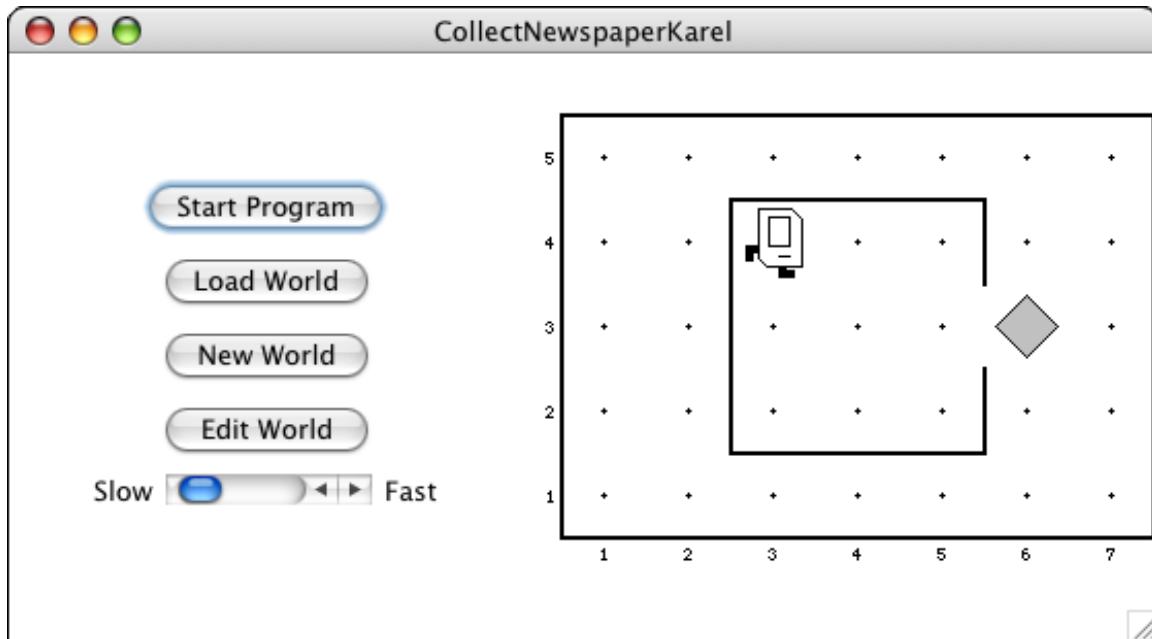 CollectNewspaperKarel
Start Program
Load World
New World
Edit World
Slow Fast
5
4
3
2
1
1 2 3 4 5 6 7